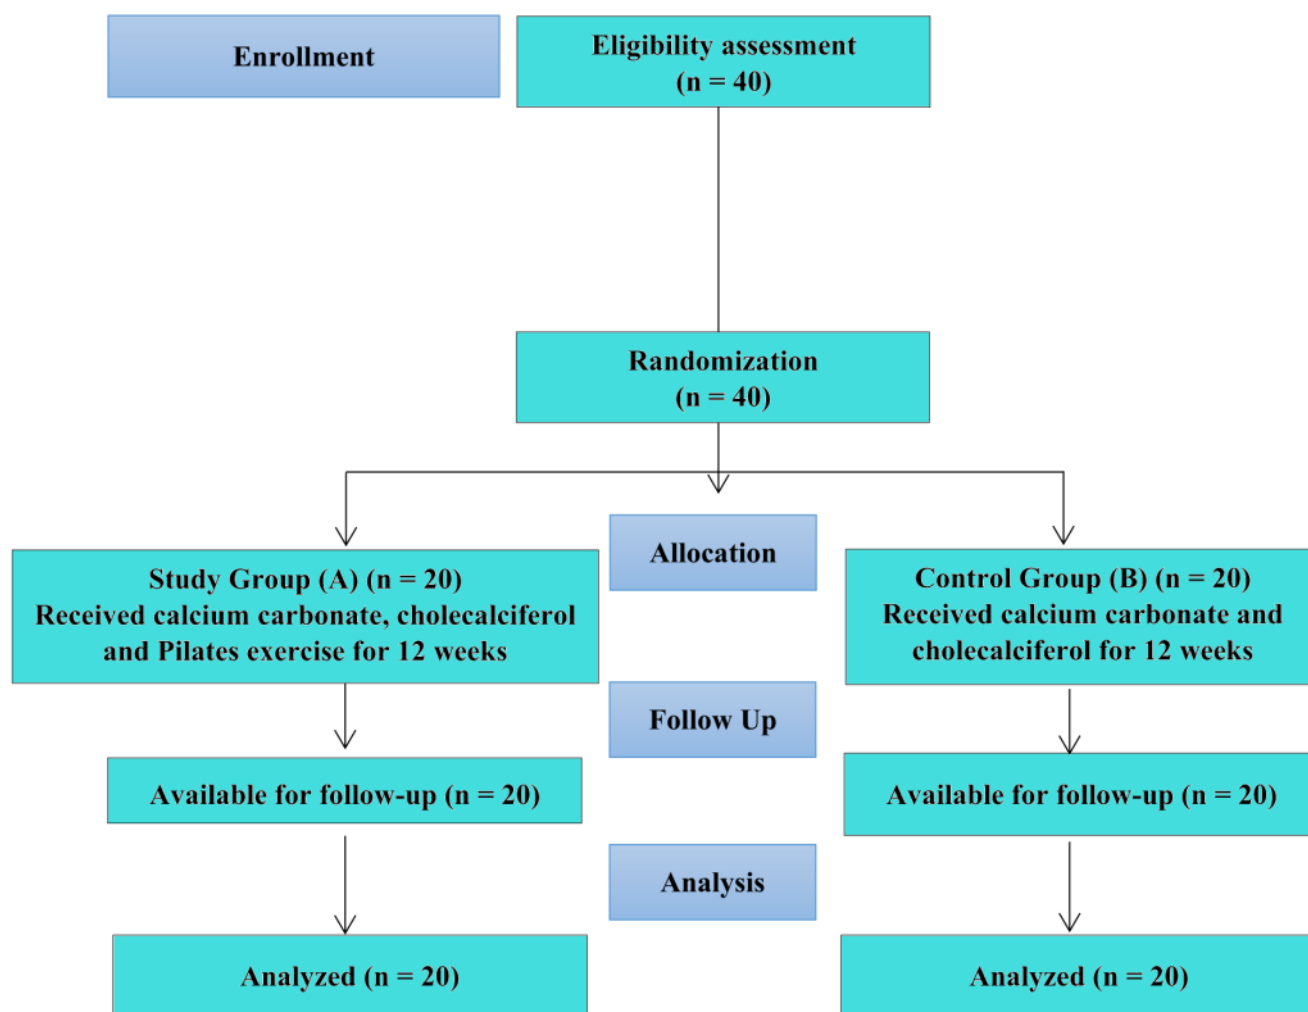 Enrollment
Eligibility assessment
(n = 40)
Randomization
(n = 40)
Allocation
Study Group (A) (n = 20)
Received calcium carbonate, cholecalciferol
and Pilates exercise for 12 weeks
Control Group (B) (n = 20)
Received calcium carbonate and
cholecalciferol for 12 weeks
Follow Up
Available for follow-up (n = 20)
Available for follow-up (n = 20)
Analysis
Analyzed (n = 20)
Analyzed (n = 20)